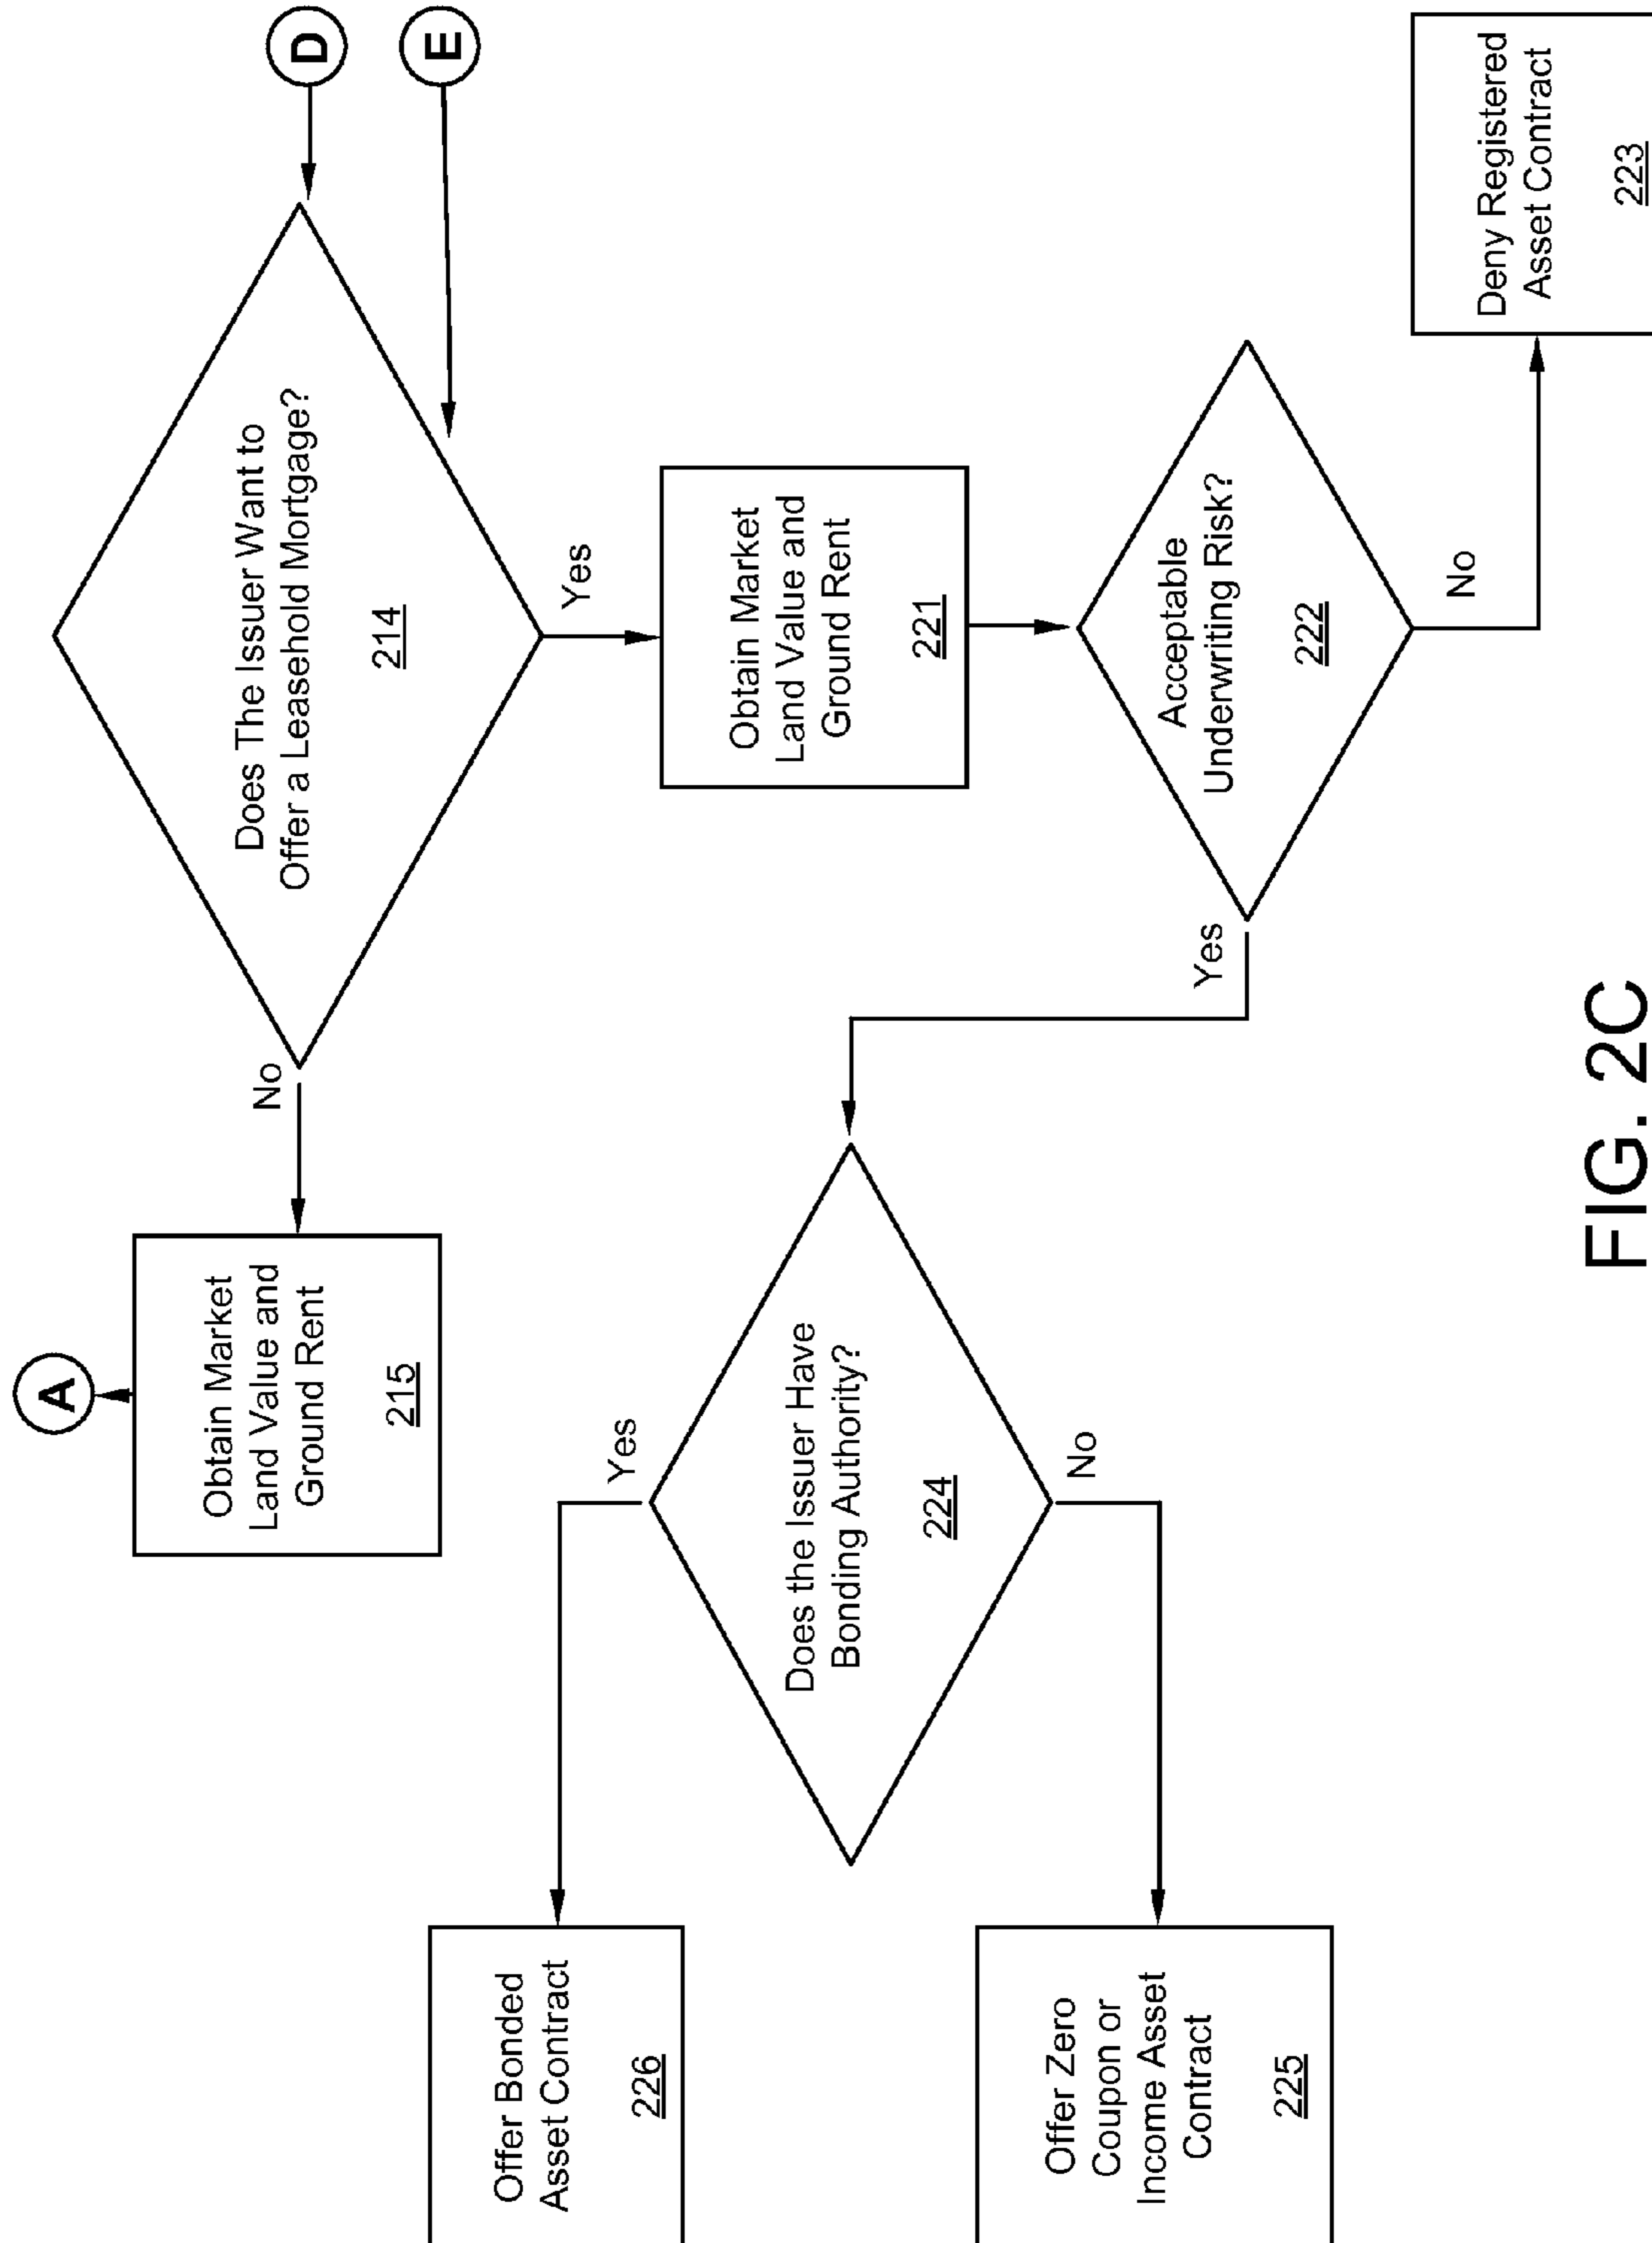 D
E
Does The Issuer Want to
Offer a Leasehold Mortgage?
214
No
Yes
Obtain Market
Land Value and
Ground Rent
215
A
Obtain Market
Land Value and
Ground Rent
221
Acceptable
Underwriting Risk?
222
No
Yes
Deny Registered
Asset Contract
223
Does the Issuer Have
Bonding Authority?
224
Yes
No
Offer Bonded
Asset Contract
226
Offer Zero
Coupon or
Income Asset
Contract
225
FIG. 2C